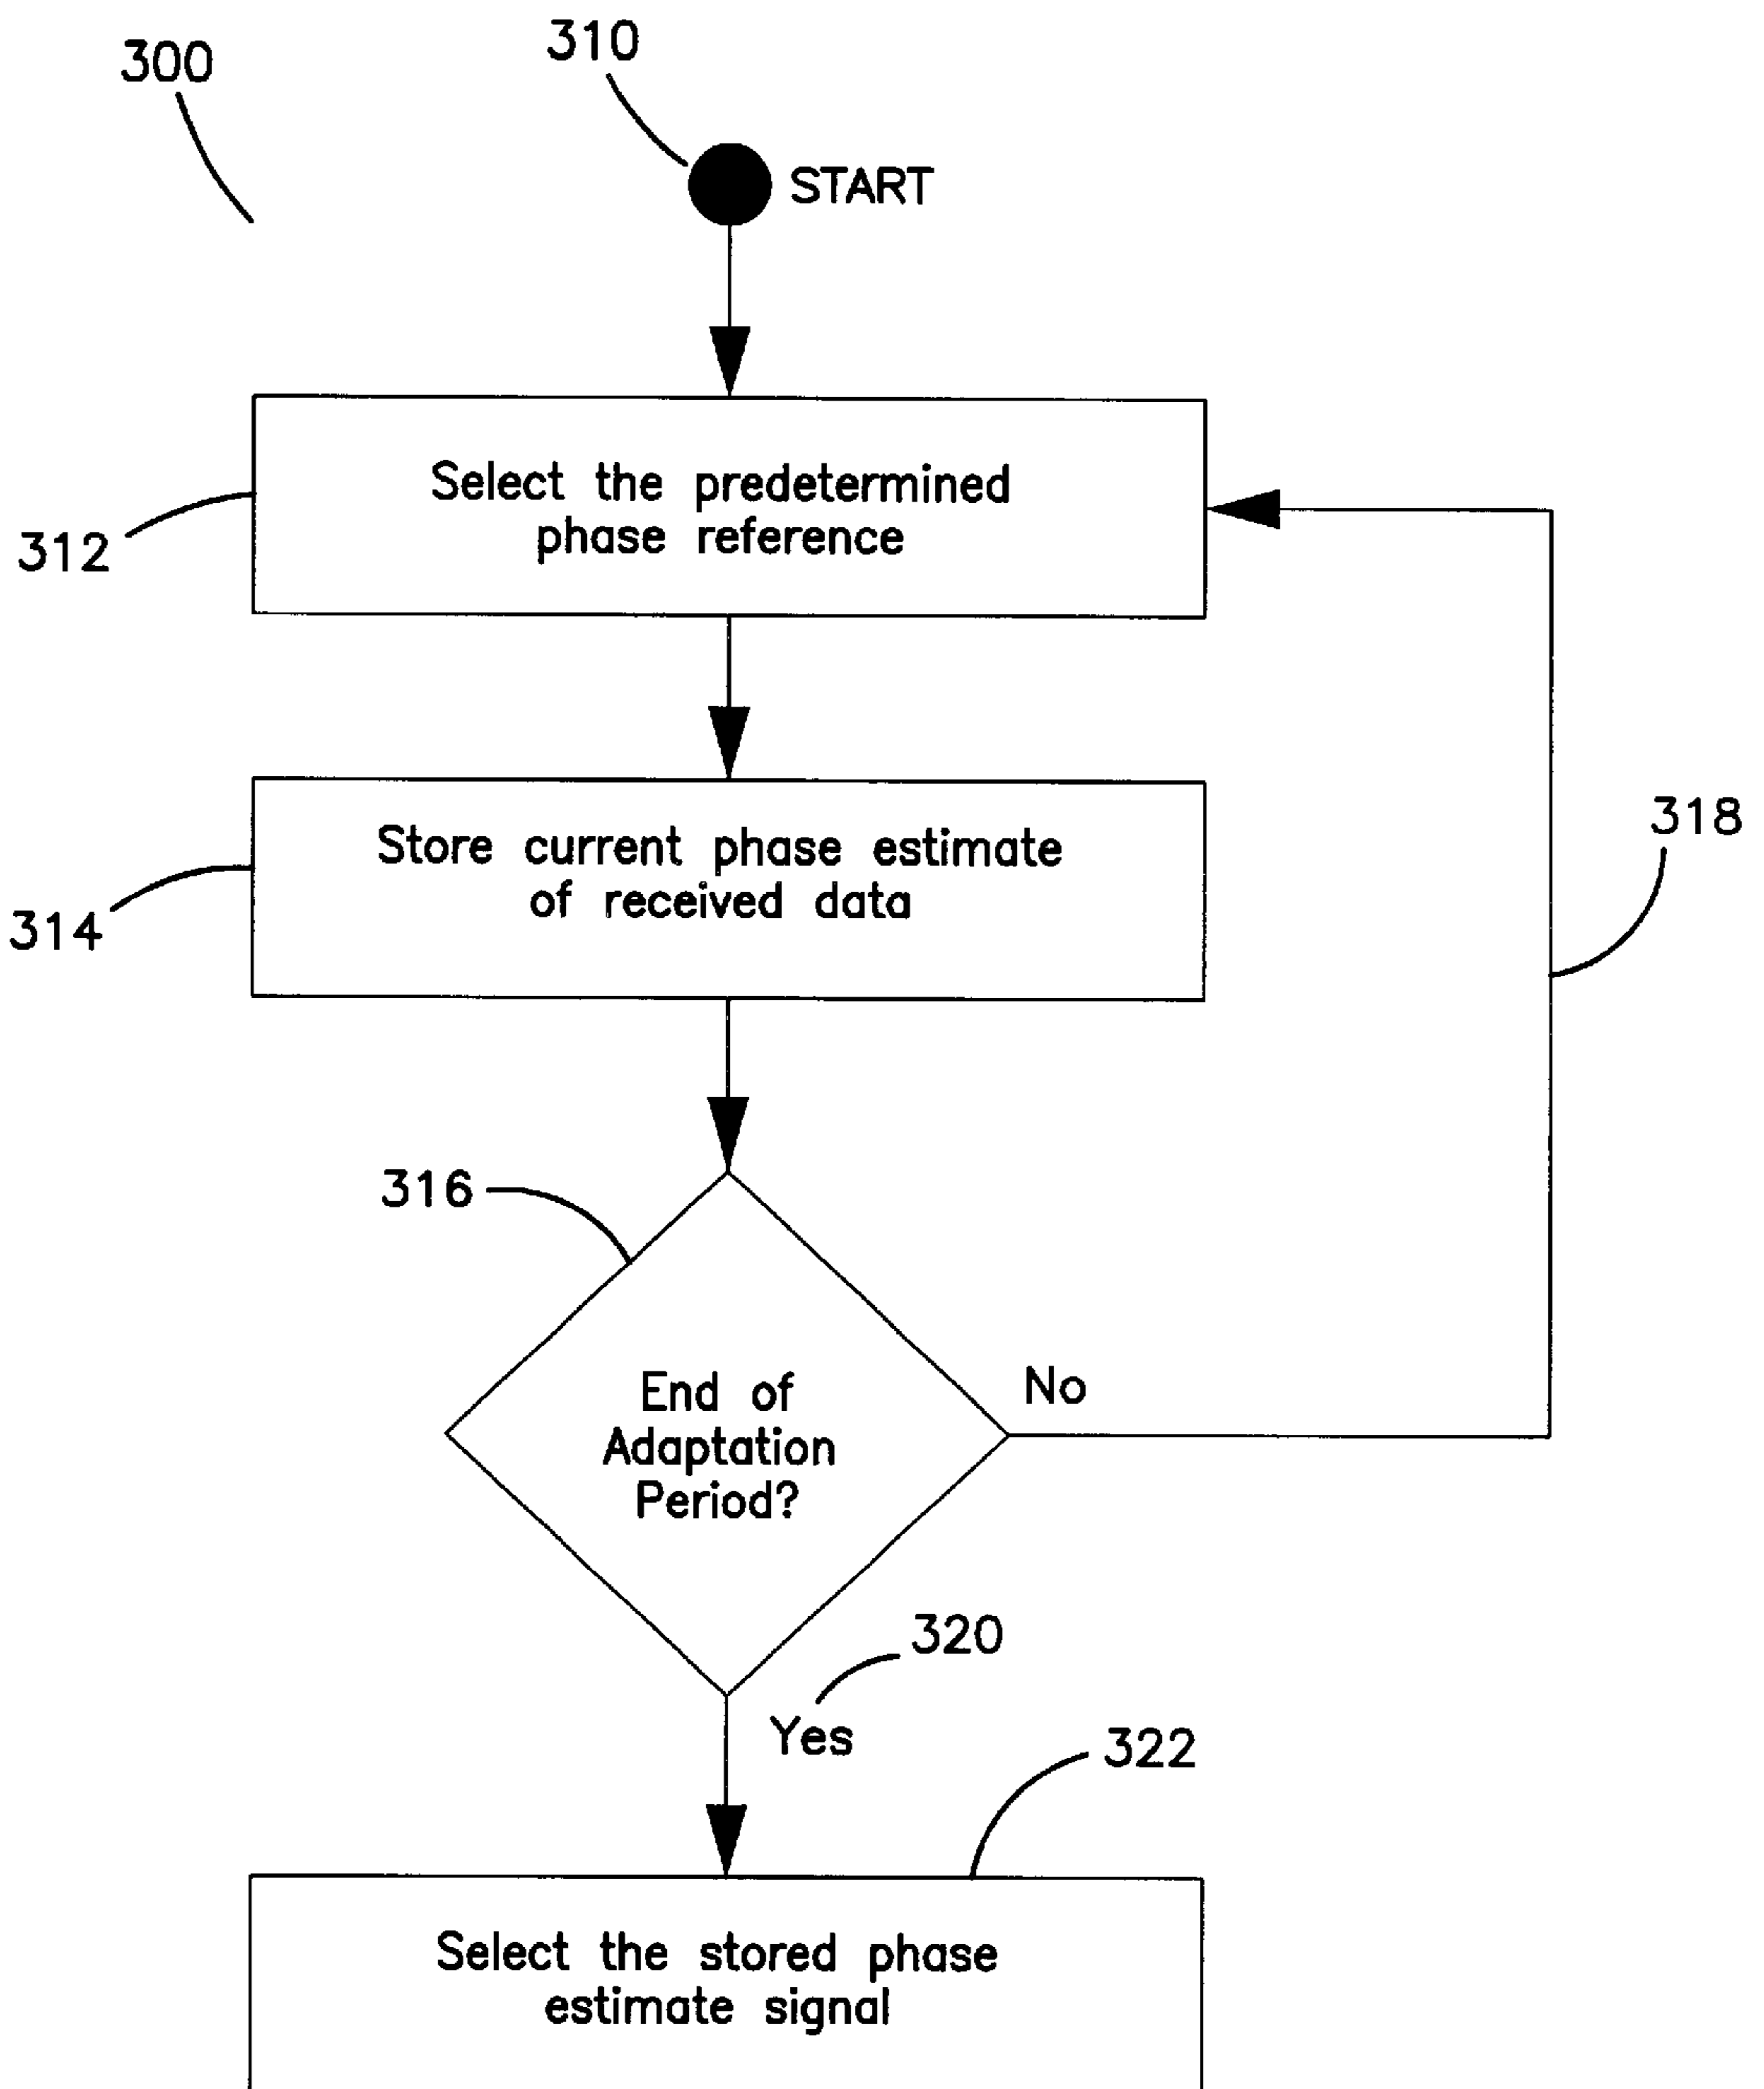 300
310
START
Select the predetermined
phase reference
312
Store current phase estimate
of received data
314
318
316
End of
Adaptation
Period?
No
320
Yes
322
Select the stored phase
estimate signal